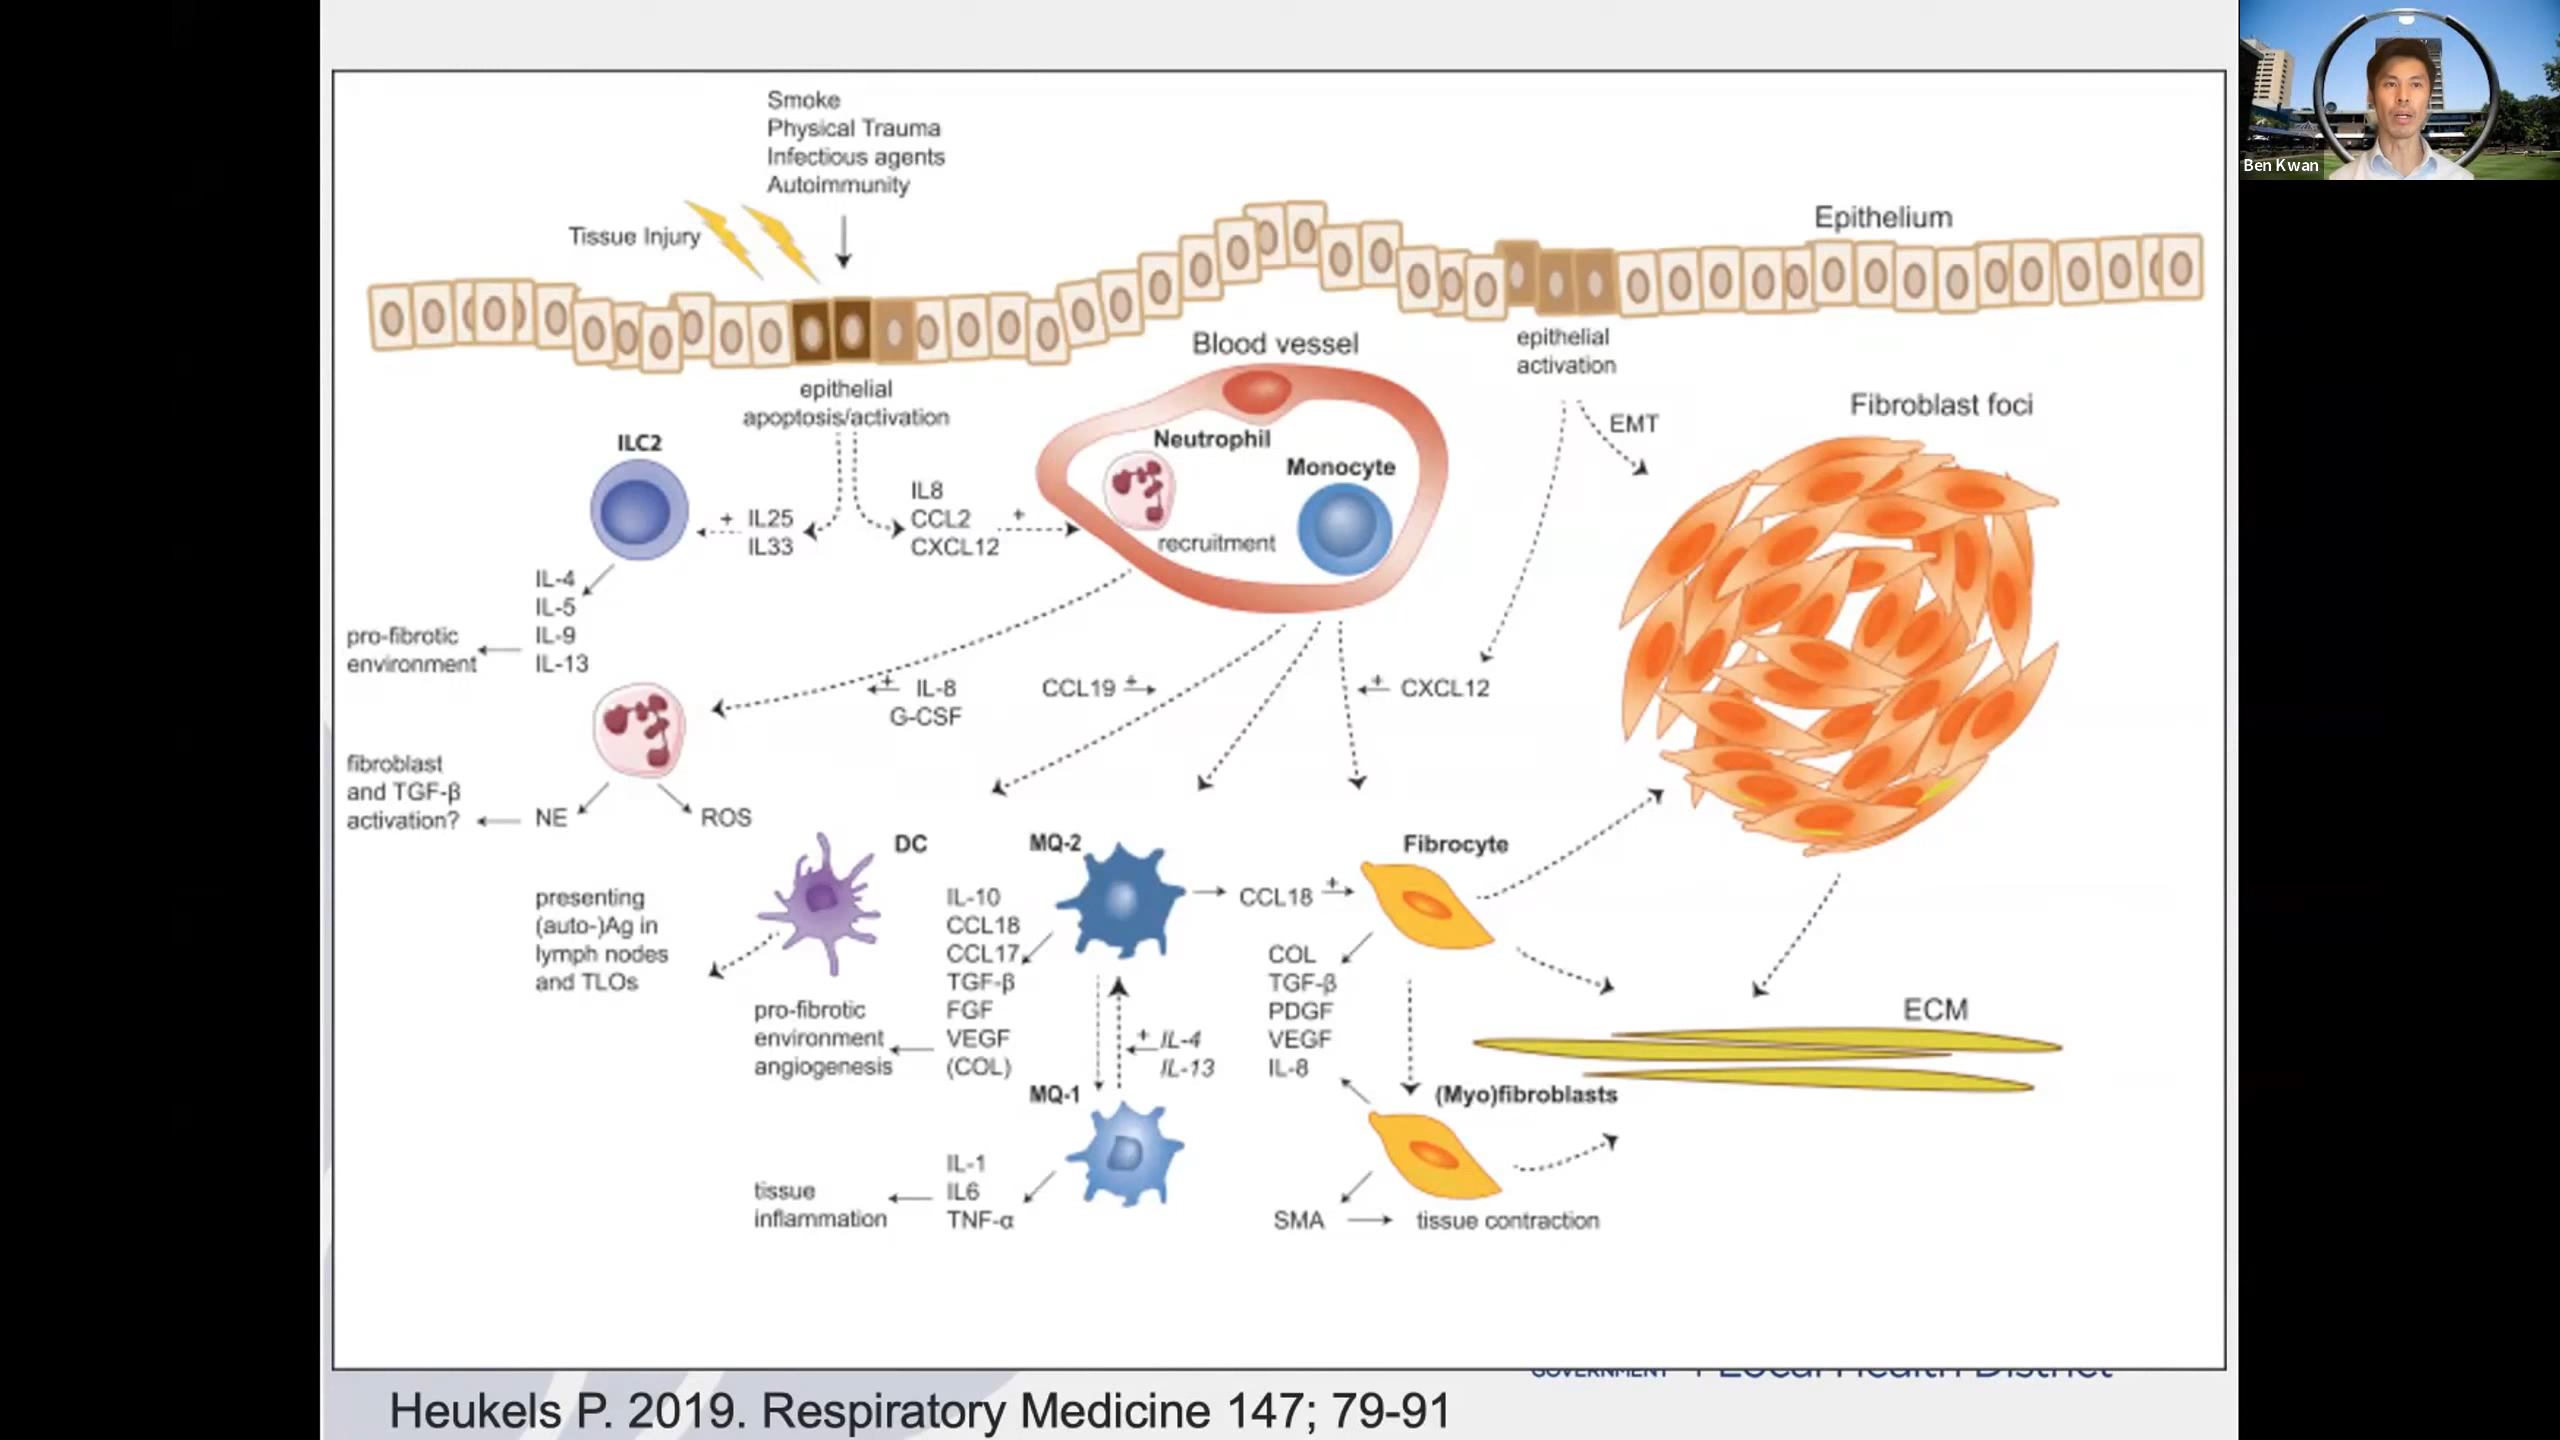 Smoke
Physical Trauma
Infectious agents
Autoimmunity
Ben Kwan
Tissue Injury
Epithelium
epithelial
apoptosis/activation
Blood vessel
epithelial
activation
EMT
Fibroblast foci
ILC2
Neutrophil
Monocyte
recruitment
+ IL25
IL33
IL8
CCL2
CXCL12
+
IL-4
IL-5
IL-9
IL-13
pro-fibrotic
environment
+ IL-8
G-CSF
CCL19 +
+ CXCL12
fibroblast
and TGF-β
activation?
NE
ROS
DC
MQ-2
Fibrocyte
presenting
(auto-)Ag in
lymph nodes
and TLOs
IL-10
CCL18
CCL17
TGF-β
FGF
VEGF
(COL)
pro-fibrotic
environment
angiogenesis
CCL18 +
COL
TGF-β
PDGF
VEGF
IL-8
+ IL-4
IL-13
ECM
MQ-1
(Myo)fibroblasts
IL-1
IL6
TNF-α
tissue
inflammation
SMA
tissue contraction
GOVERNMENT
Local Health District
Heukels P. 2019. Respiratory Medicine 147; 79-91